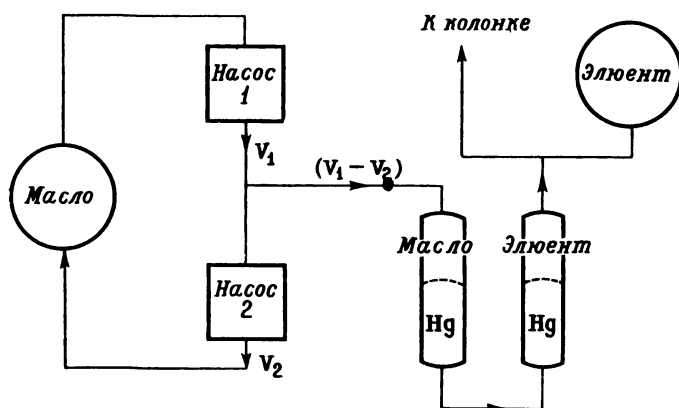 К колонке
Насос
1
Элюент
V₁
(V₁ – V₂)
Масло
Масло
Элюент
Насос
2
Hg
Hg
V₂